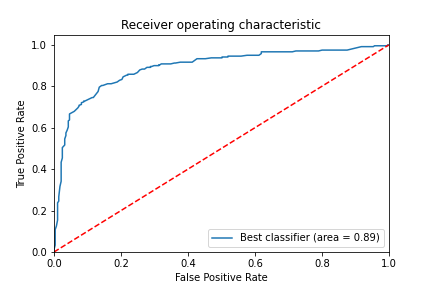 Receiver operating characteristic
True Positive Rate
1.0
0.8
0.6
0.4
0.2
0.0
0.0 0.2 0.4 0.6 0.8 1.0
False Positive Rate
Best classifier (area = 0.89)